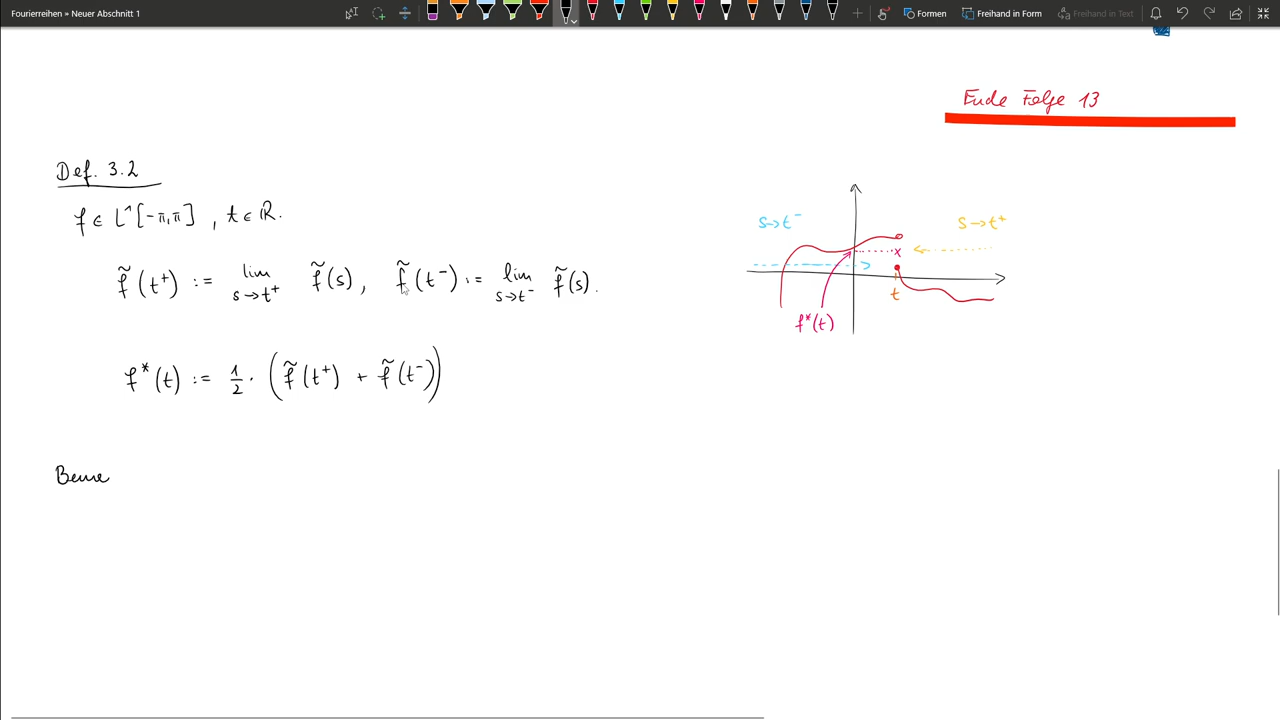 Fourierreihen » Neuer Abschnitt 1
Formen
Freihand in Form
Freihand in Text
Ende Folge 13
Def. 3.2
f ∈ L¹[-π,π] , t ∈ ℝ.
f̃(t⁺) := lim s→t⁺ f̃(s), f̃(t⁻) := lim s→t⁻ f̃(s).
f*(t) := 1/2 · (f̃(t⁺) + f̃(t⁻))
Beme
s→t⁻
s→t⁺
x
t
f*(t)